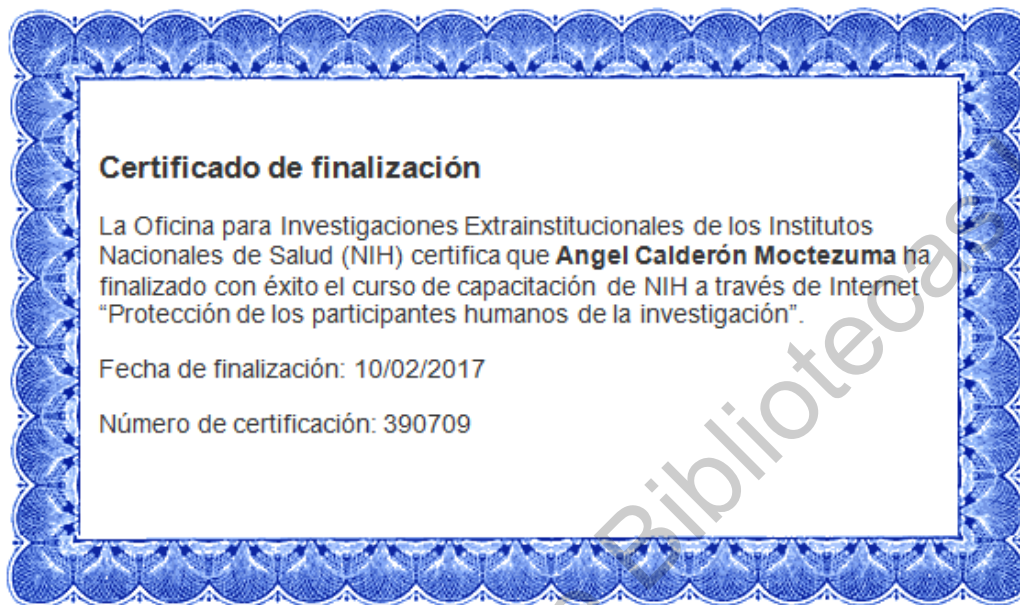 Certificado de finalización
La Oficina para Investigaciones Extrainstitucionales de los Institutos
Nacionales de Salud (NIH) certifica que Angel Calderón Moctezuma ha
finalizado con éxito el curso de capacitación de NIH a través de Internet
“Protección de los participantes humanos de la investigación”.
Fecha de finalización: 10/02/2017
Número de certificación: 390709
Bibliotecas